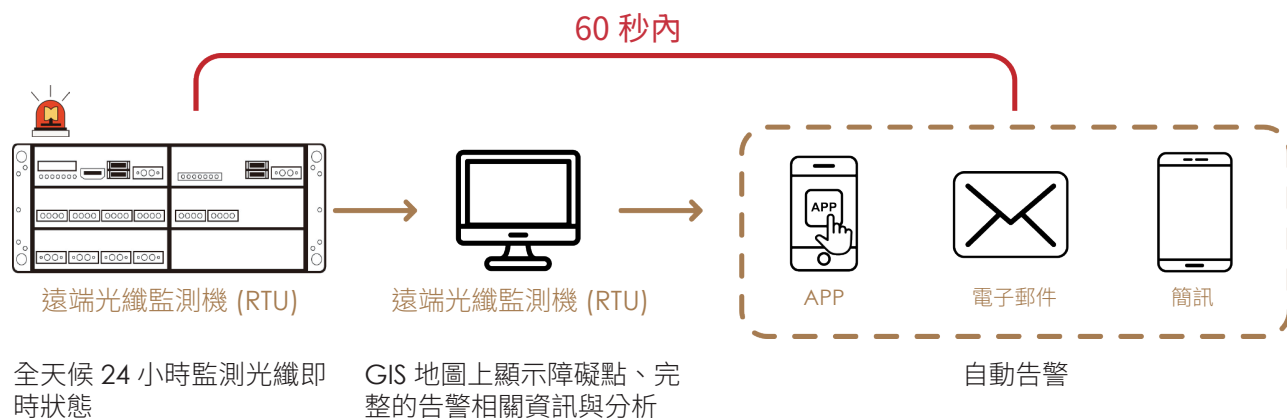 60 秒內
APP
遠端光纖監測機 (RTU)
遠端光纖監測機 (RTU)
APP
電子郵件
簡訊
全天候 24 小時監測光纖即
時狀態
GIS 地圖上顯示障礙點、完
整的告警相關資訊與分析
自動告警